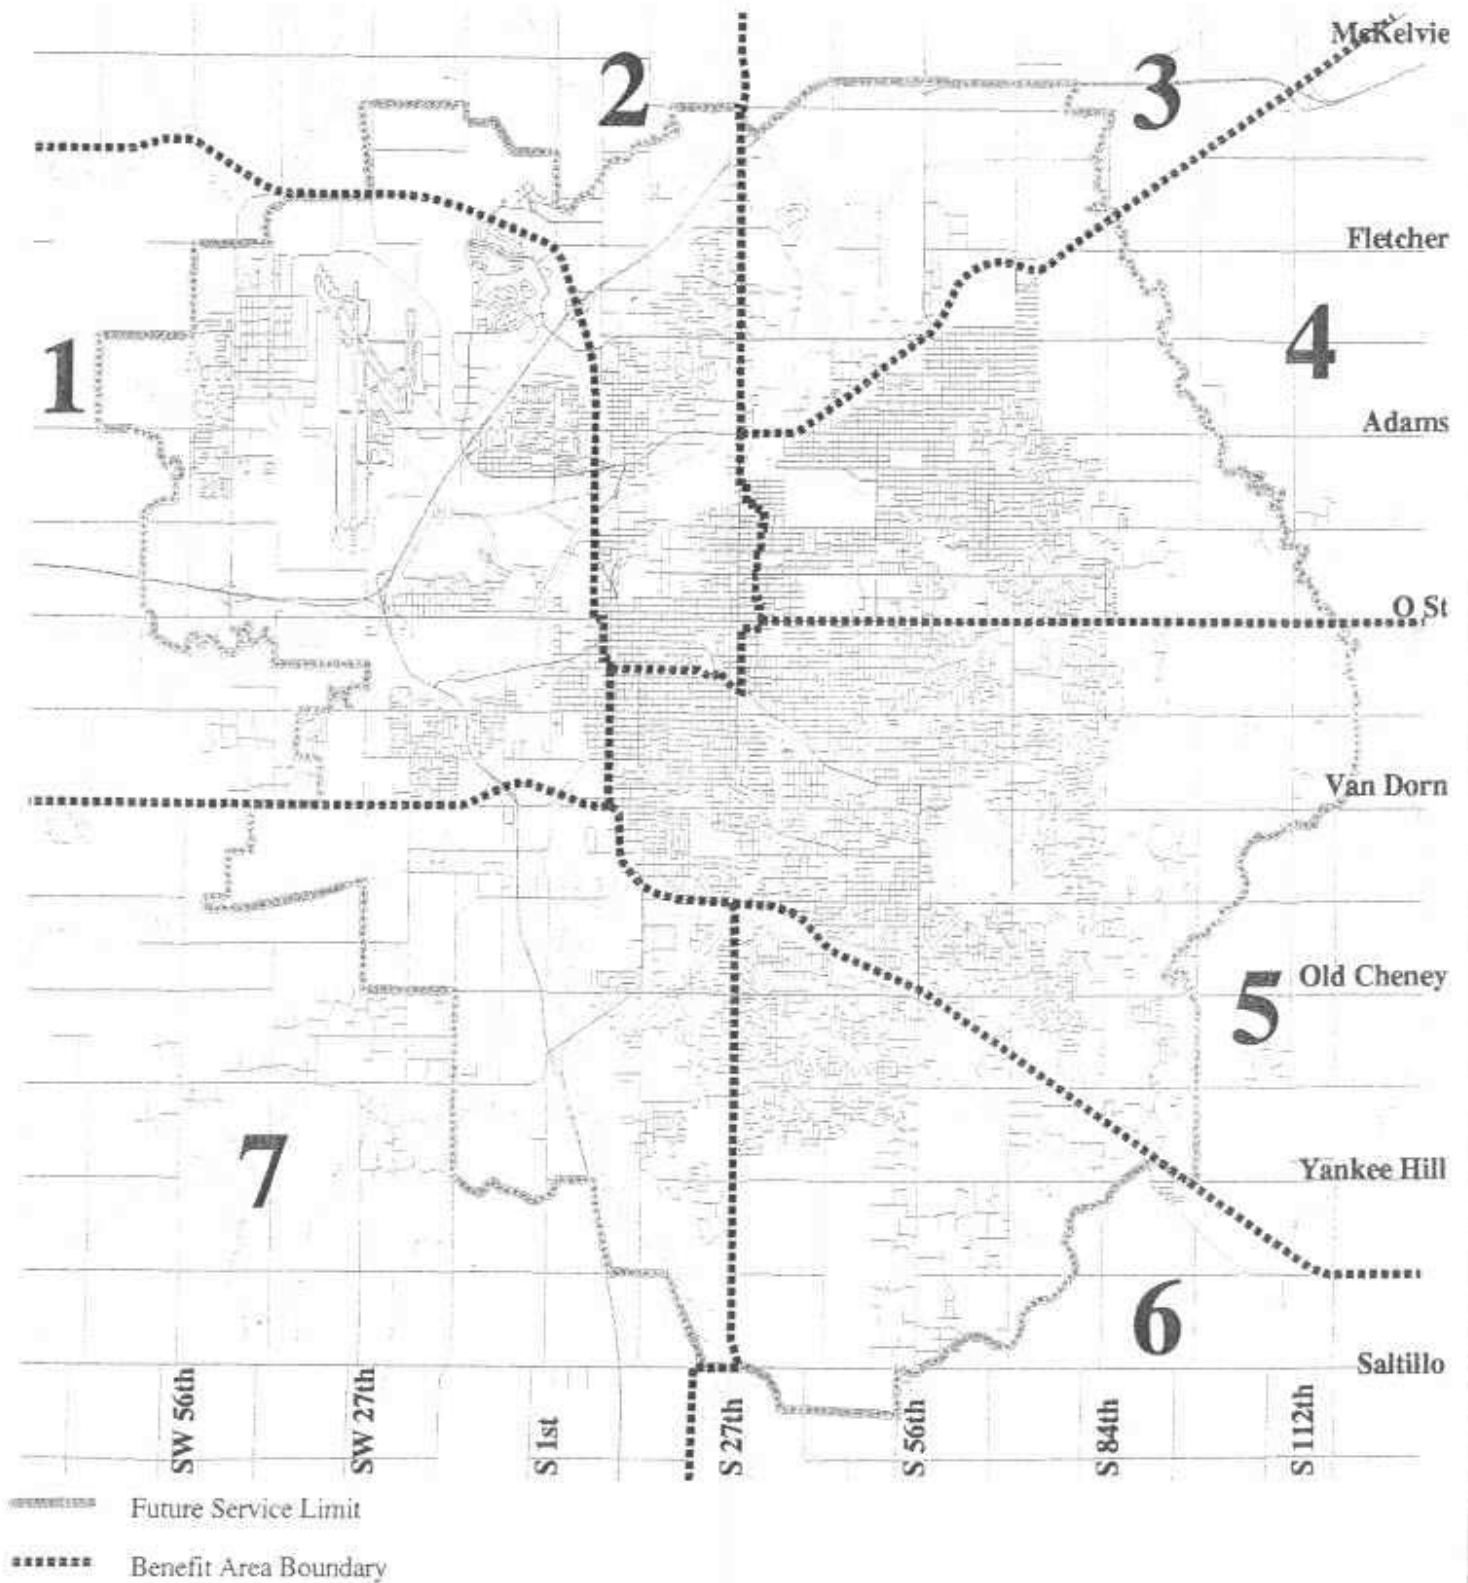 McKelvie
2
3
Fletcher
4
1
Adams
O St
Van Dorn
Old Cheney
5
7
Yankee Hill
6
Saltillo
SW 56th
SW 27th
S 1st
S 27th
S 56th
S 84th
S 112th
Future Service Limit
Benefit Area Boundary